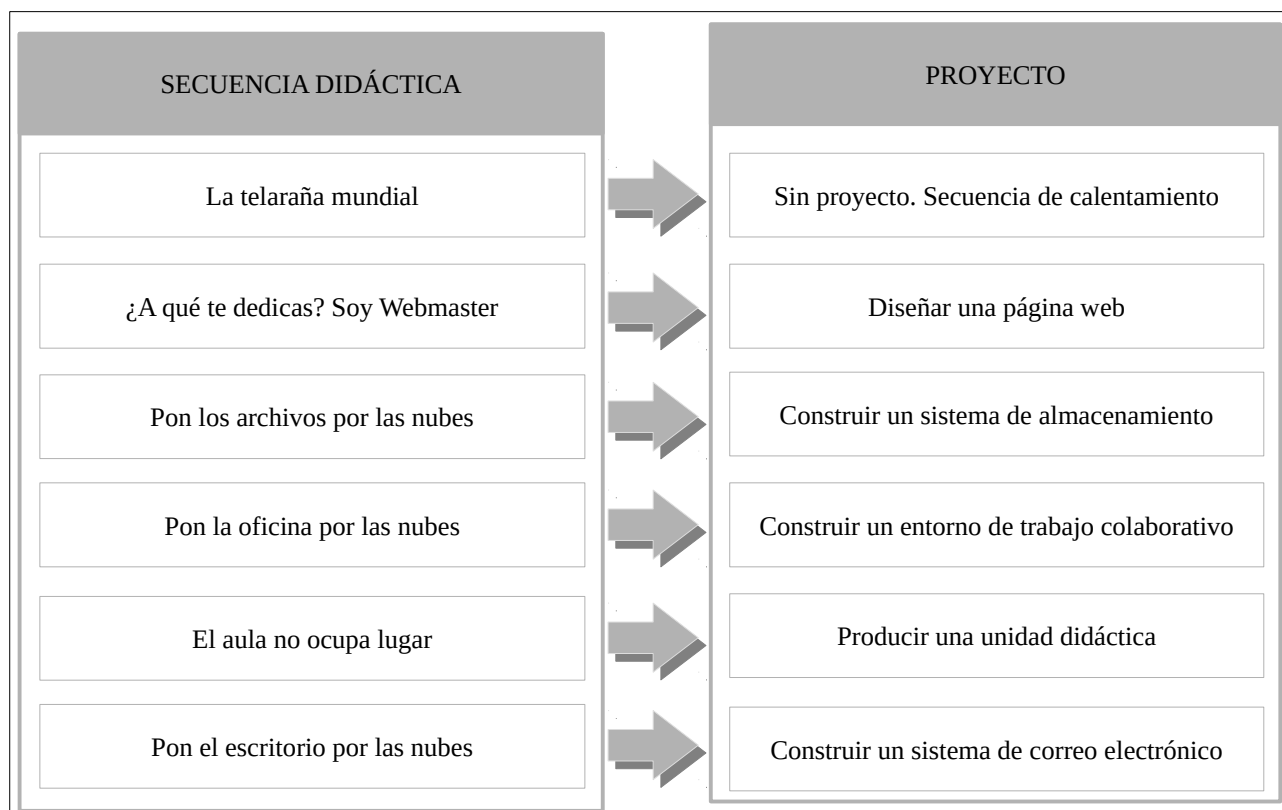 SECUENCIA DIDÁCTICA
PROYECTO
La telaraña mundial
Sin proyecto. Secuencia de calentamiento
¿A qué te dedicas? Soy Webmaster
Diseñar una página web
Pon los archivos por las nubes
Construir un sistema de almacenamiento
Pon la oficina por las nubes
Construir un entorno de trabajo colaborativo
El aula no ocupa lugar
Producir una unidad didáctica
Pon el escritorio por las nubes
Construir un sistema de correo electrónico